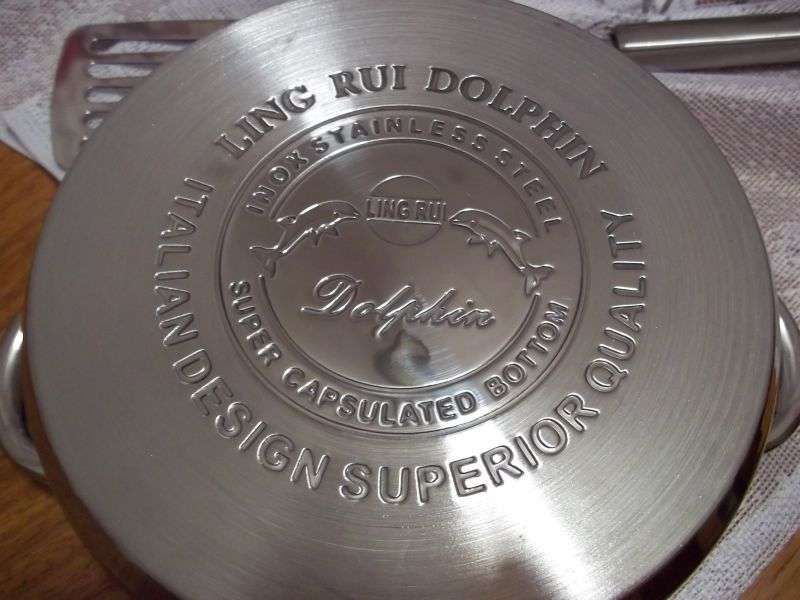 LING RUI DOLPHIN
INOX STAINLESS STEEL
LING RUI
Dolphin
SUPER CAPSULATED BOTTOM
ITALIAN DESIGN SUPERIOR QUALITY